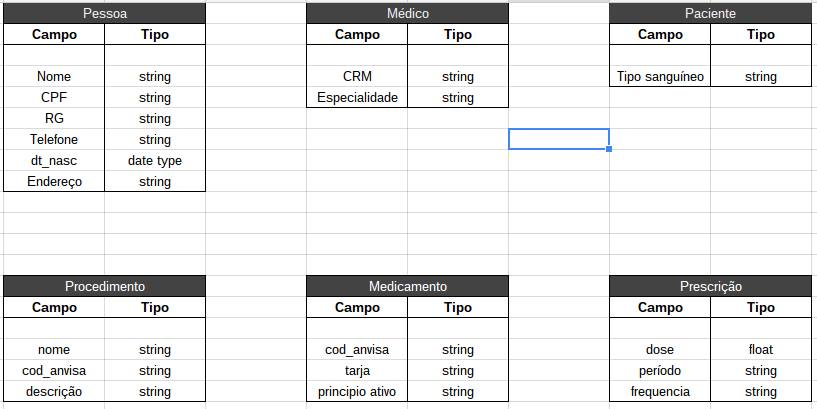 Pessoa Médico Paciente
Campo Tipo Campo Tipo Campo Tipo
Nome string CRM string Tipo sanguíneo string
CPF string Especialidade string
RG string
Telefone string
dt_nasc date type
Endereço string
Procedimento Medicamento Prescrição
Campo Tipo Campo Tipo Campo Tipo
nome string cod_anvisa string dose float
cod_anvisa string tarja string período string
descrição string principio ativo string frequencia string